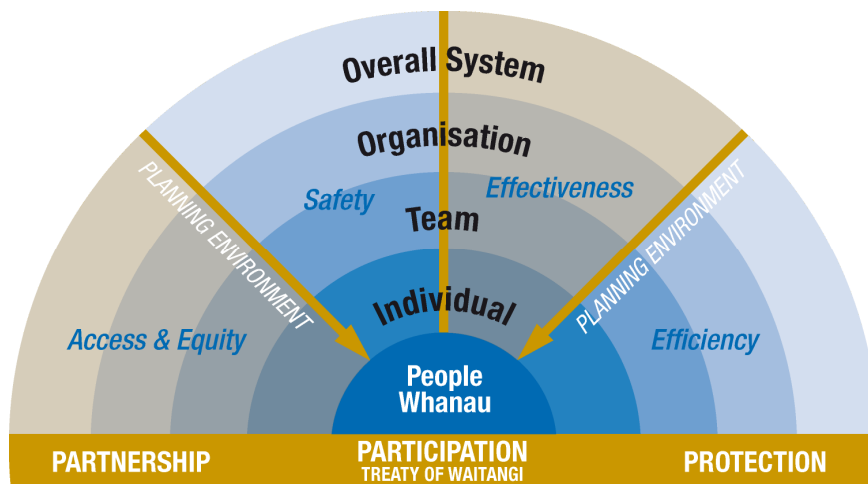 Overall System
Organisation
PLANNING ENVIRONMENT
Safety
Effectiveness
PLANNING ENVIRONMENT
Team
Individual
Access & Equity
Efficiency
People
Whanau
PARTNERSHIP
PARTICIPATION
TREATY OF WAITANGI
PROTECTION